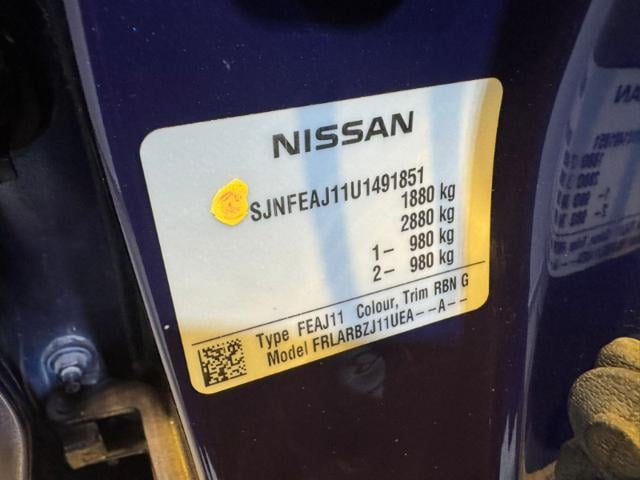 NISSAN
SJNFEAJ11U1491851
1880 kg
2880 kg
1– 980 kg
2– 980 kg
Type FEAJ11 Colour, Trim RBN G
Model FRLARBZJ11UEA––A––